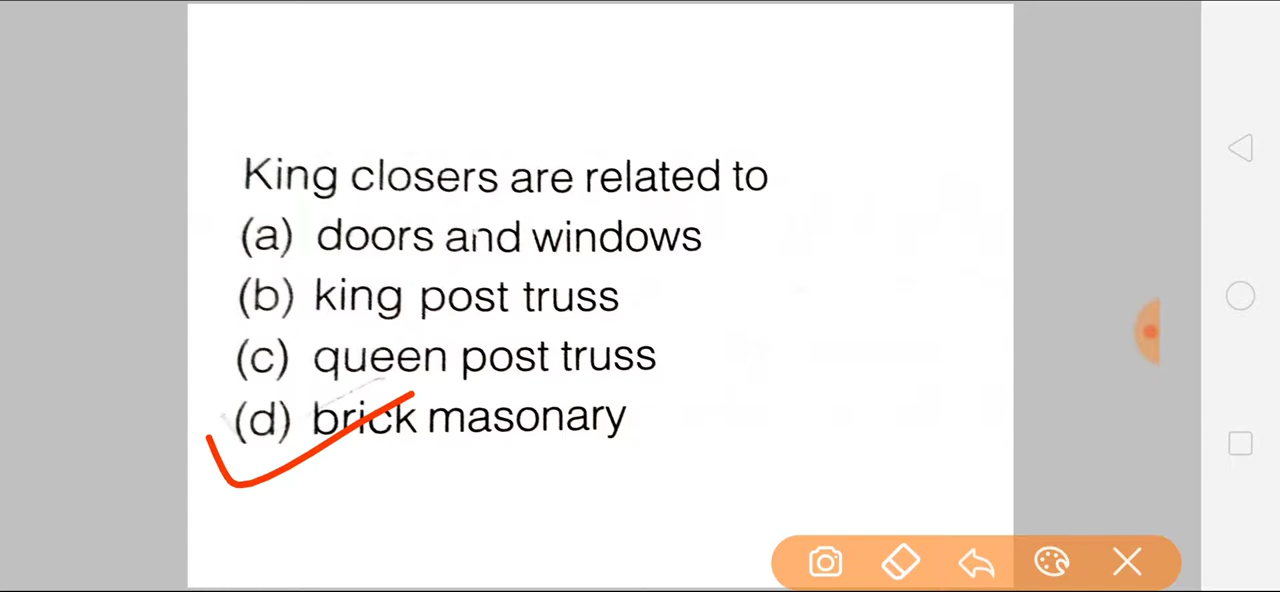 King closers are related to
(a) doors and windows
(b) king post truss
(c) queen post truss
(d) brick masonary